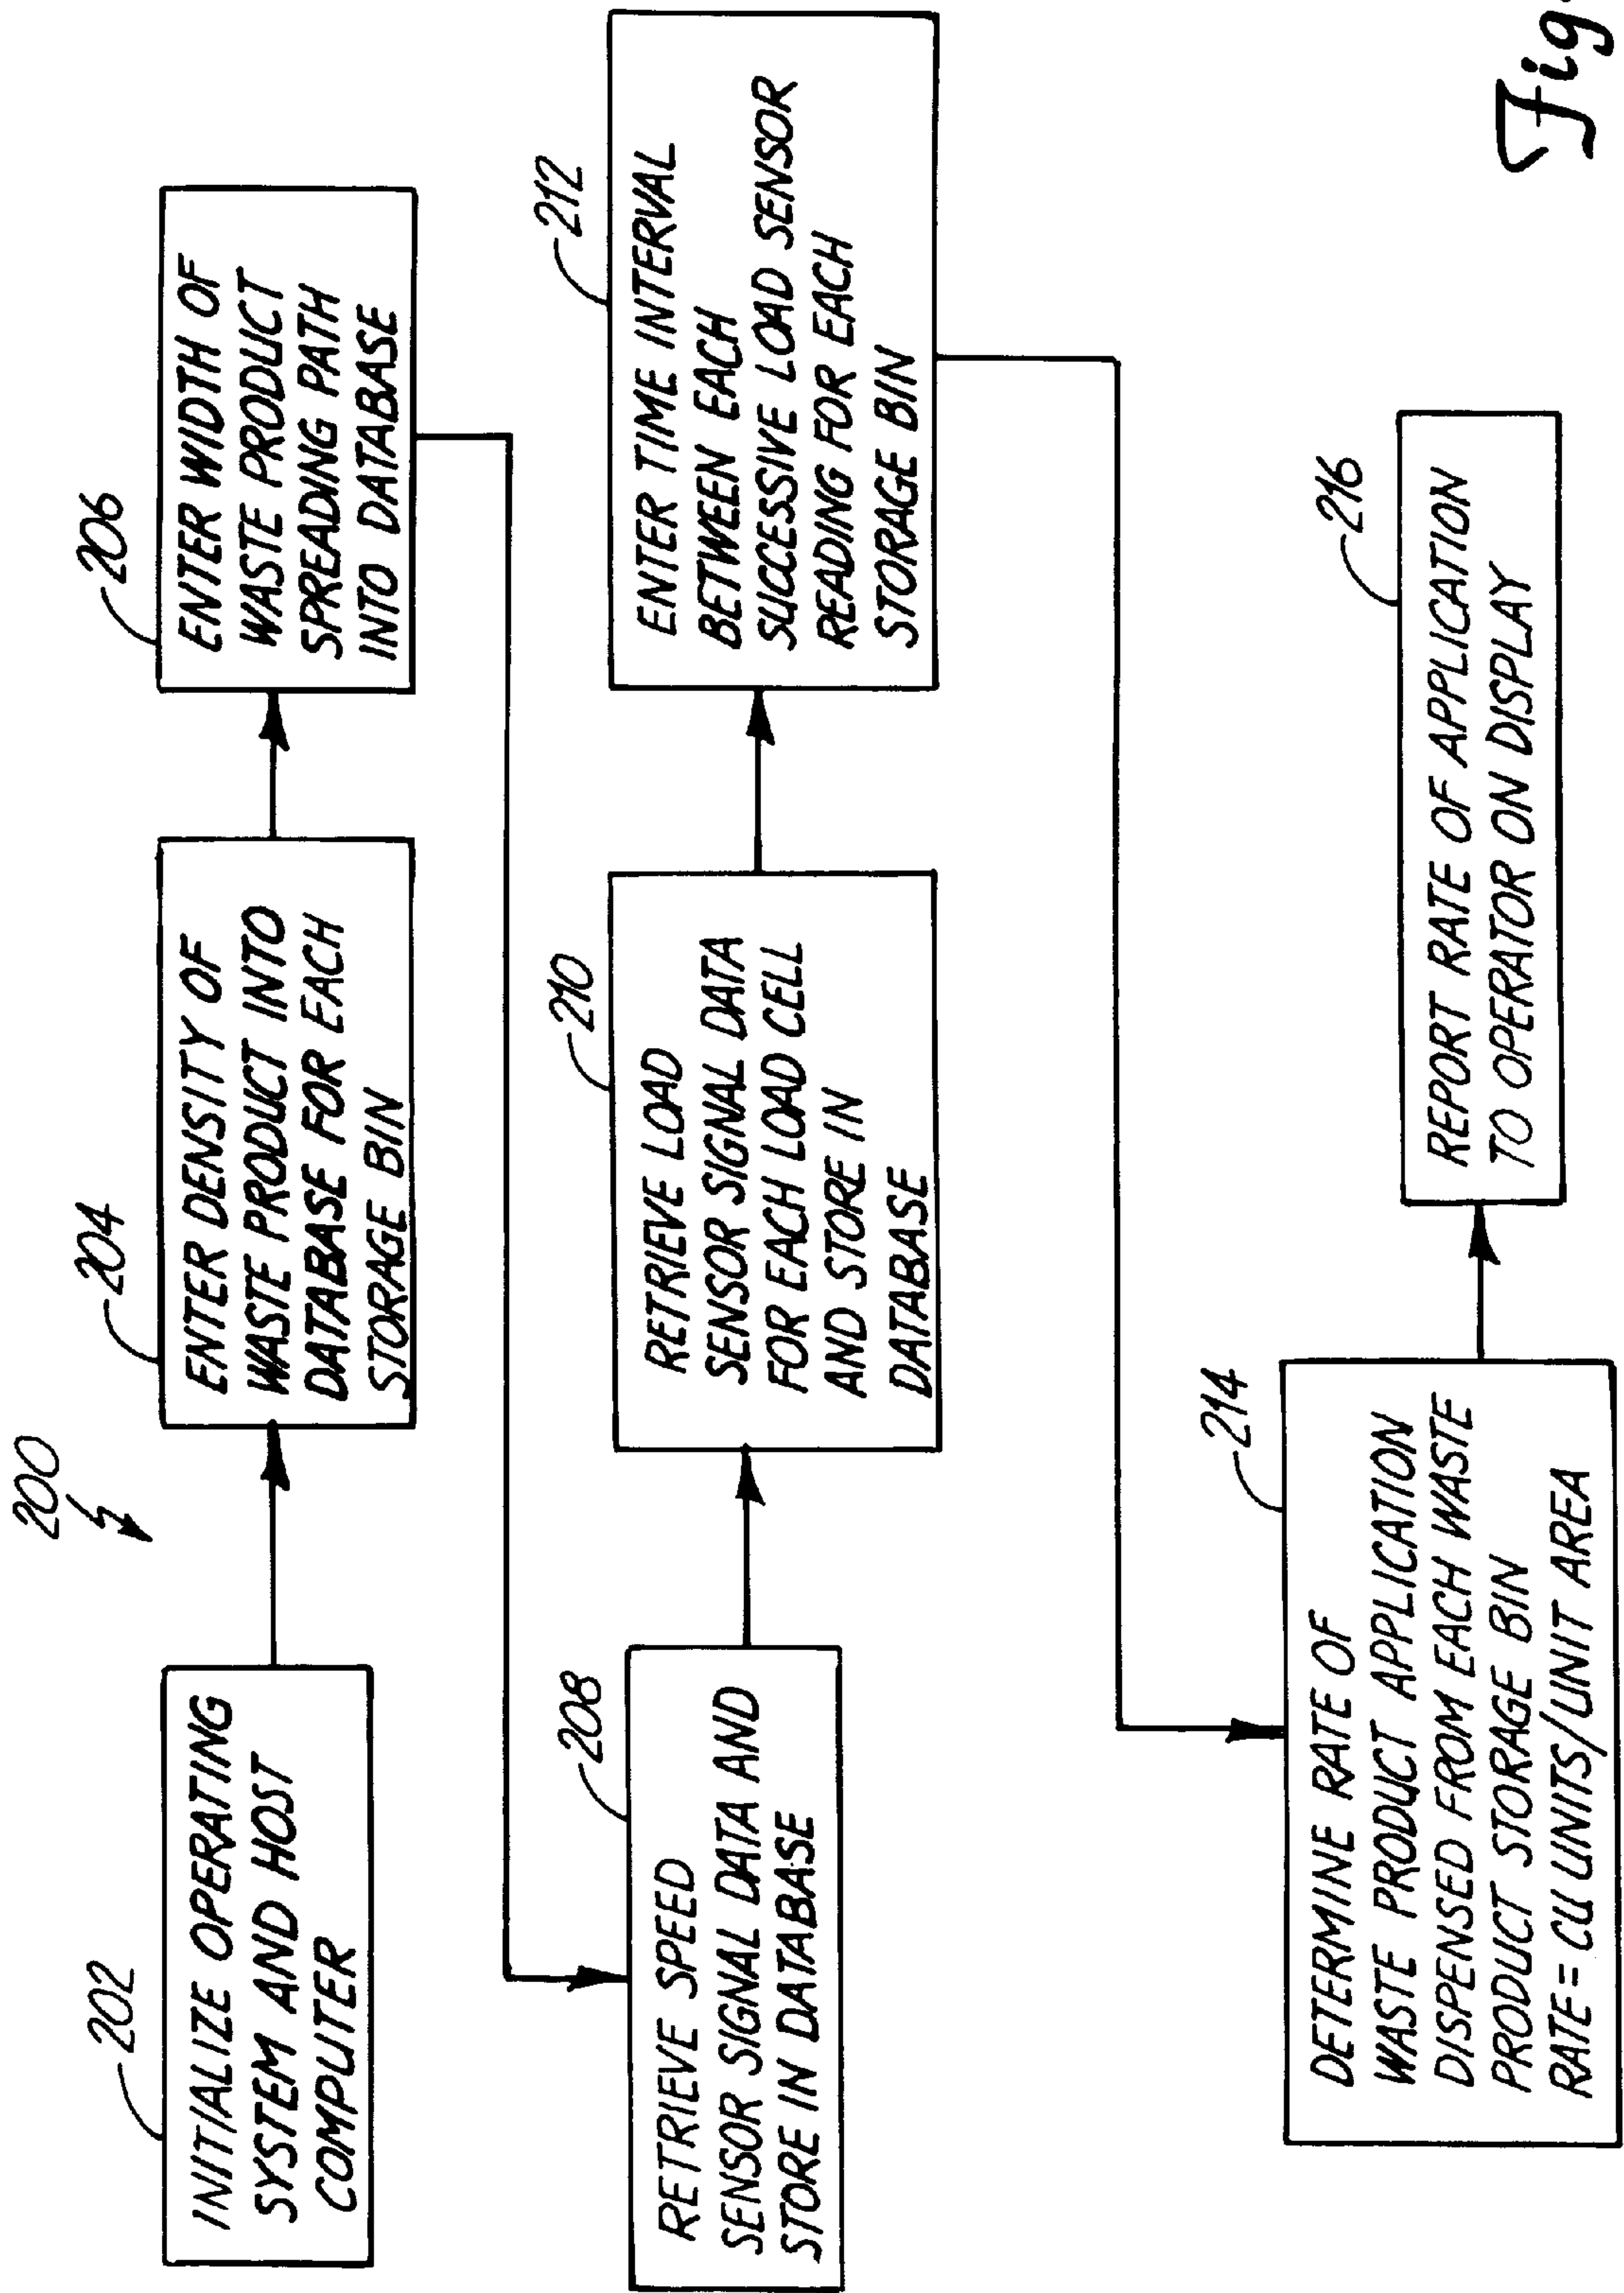 200
202
INITIALIZE OPERATING
SYSTEM AND HOST
COMPUTER
204
ENTER DENSITY OF
WASTE PRODUCT INTO
DATABASE FOR EACH
STORAGE BIN
206
ENTER WIDTH OF
WASTE PRODUCT
SPREADING PATH
INTO DATABASE
208
RETRIEVE SPEED
SENSOR SIGNAL DATA AND
STORE IN DATABASE
210
RETRIEVE LOAD
SENSOR SIGNAL DATA
FOR EACH LOAD CELL
AND STORE IN
DATABASE
212
ENTER TIME INTERVAL
BETWEEN EACH
SUCCESSIVE LOAD SENSOR
READING FOR EACH
STORAGE BIN
214
DETERMINE RATE OF
WASTE PRODUCT APPLICATION
DISPENSED FROM EACH WASTE
PRODUCT STORAGE BIN
RATE = CU UNITS/UNIT AREA
216
REPORT RATE OF APPLICATION
TO OPERATOR ON DISPLAY
Fig.